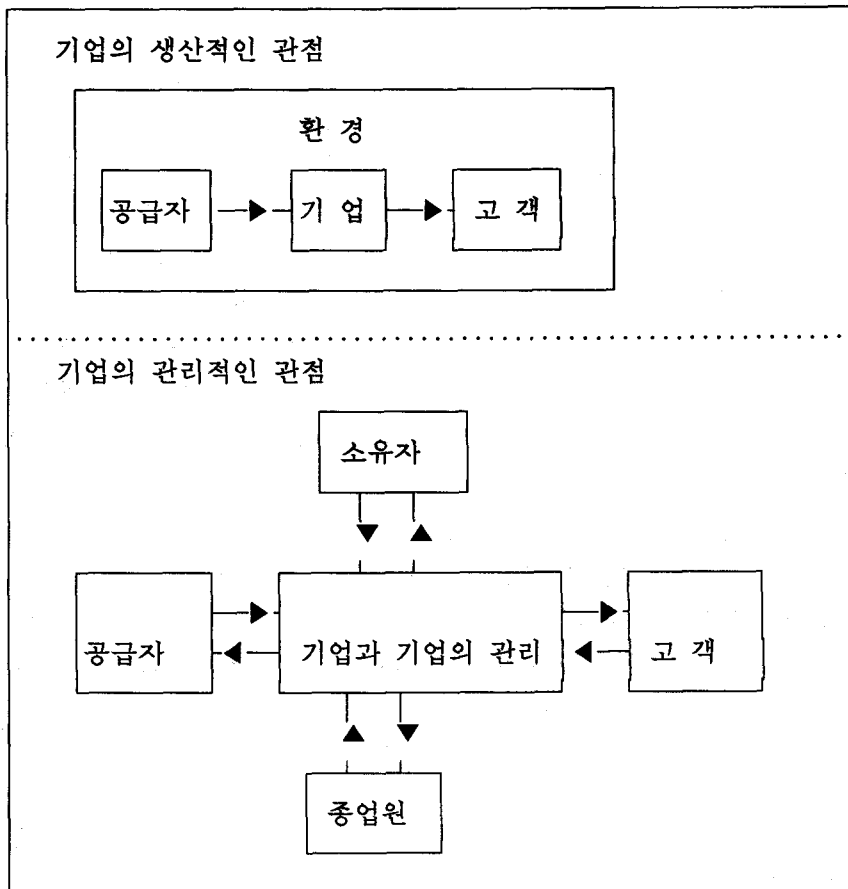 기업의 생산적인 관점
환 경
공급자 기 업 고 객
기업의 관리적인 관점
소유자
공급자 기업과 기업의 관리 고 객
종업원